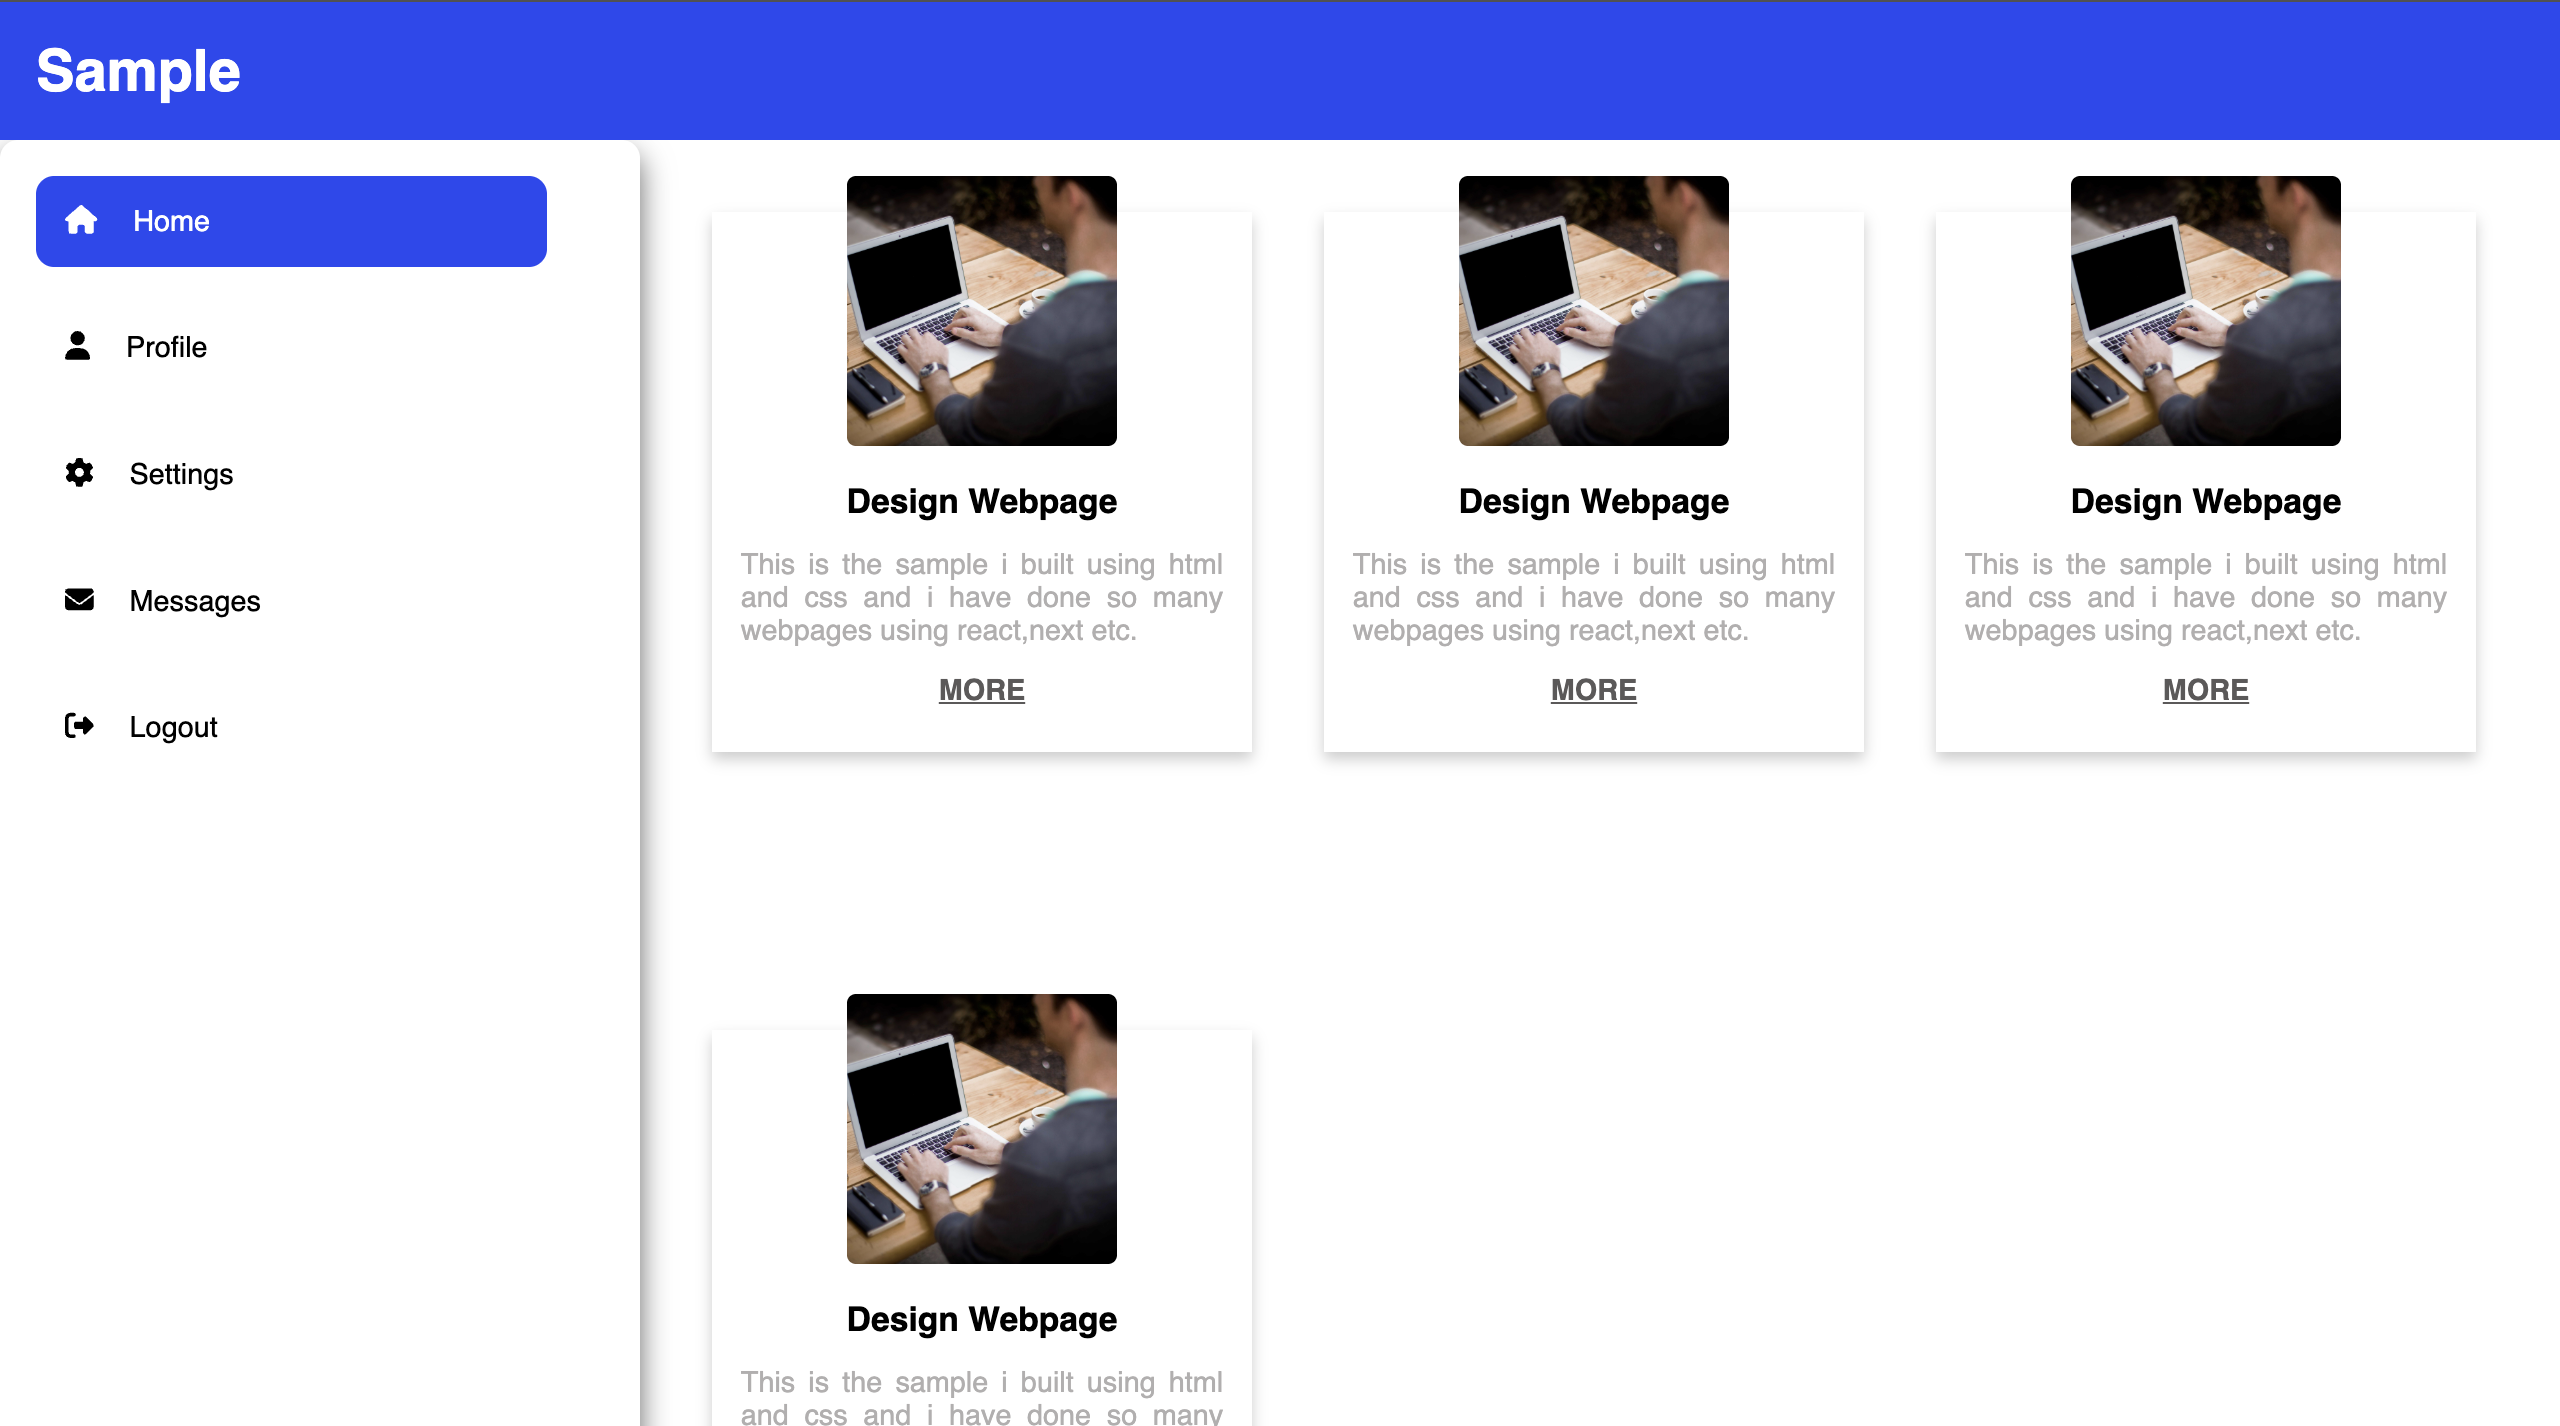 Sample
Home
Profile
Settings
Messages
Logout
Design Webpage
This is the sample i built using html
and css and i have done so many
webpages using react,next etc.
MORE
Design Webpage
This is the sample i built using html
and css and i have done so many
webpages using react,next etc.
MORE
Design Webpage
This is the sample i built using html
and css and i have done so many
webpages using react,next etc.
MORE
Design Webpage
This is the sample i built using html
and css and i have done so many